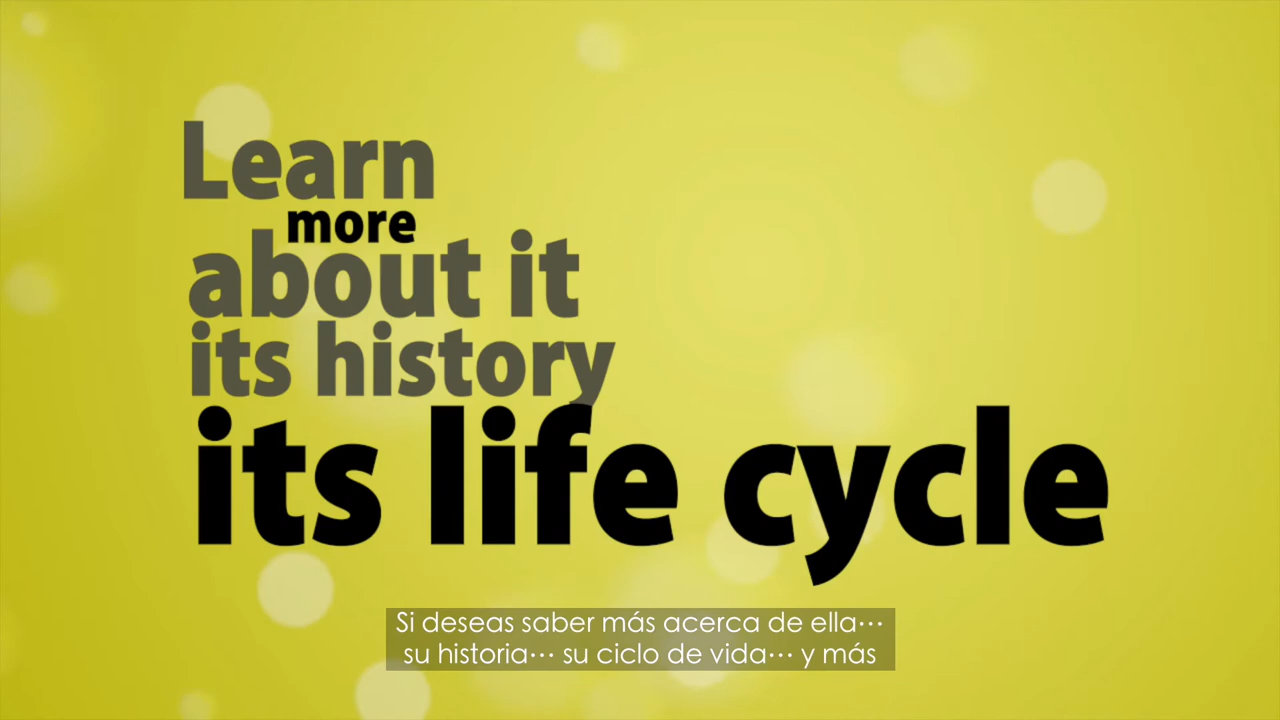 Learn
more
about it
its history
its life cycle
Si deseas saber más acerca de ella···
su historia··· su ciclo de vida··· y más